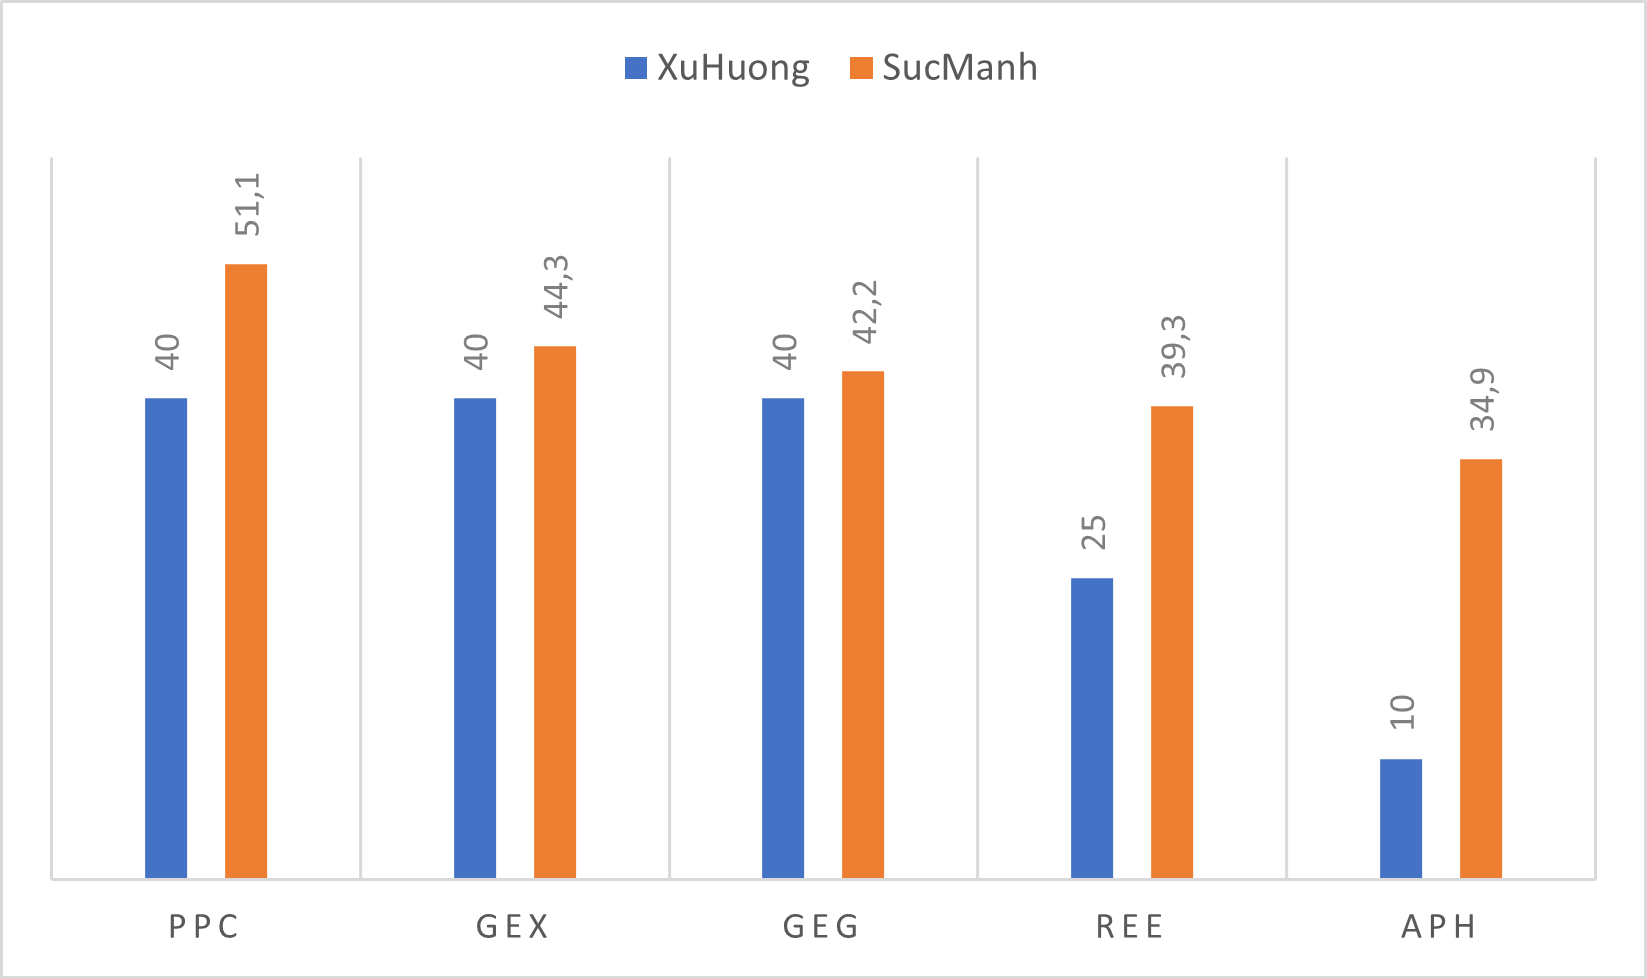 XuHuong SucManh
40 51,1 40 44,3 40 42,2 25 39,3 10 34,9
PPC GEX GEG REE APH